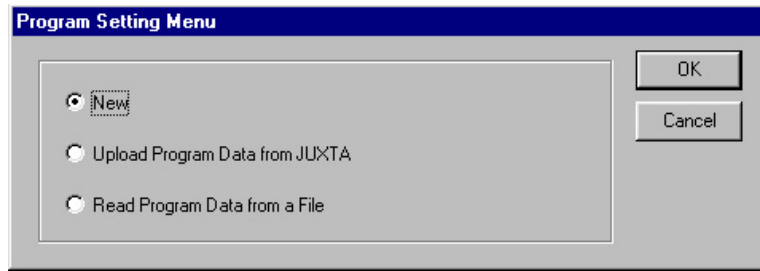 Program Setting Menu
OK
New
Cancel
Upload Program Data from JUXTA
Read Program Data from a File